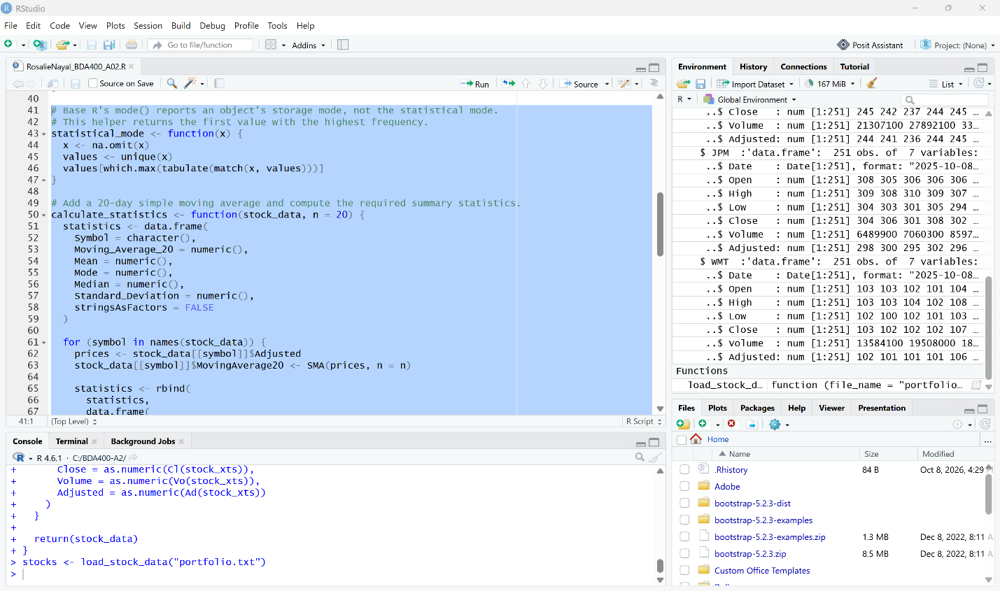 RStudio
File Edit Code View Plots Session Build Debug Profile Tools Help
Go to file/function Addins Posit Assistant Project: (None)
RosalieNayal_BDA400_A02.R
Source on Save Run Source
40
41 # Base R's mode() reports an object's storage mode, not the statistical mode.
42 # This helper returns the first value with the highest frequency.
43 statistical_mode <- function(x) {
44 x <- na.omit(x)
45 values <- unique(x)
46 values[which.max(tabulate(match(x, values)))]
47 }
48
49 # Add a 20-day simple moving average and compute the required summary statistics.
50 calculate_statistics <- function(stock_data, n = 20) {
51 statistics <- data.frame(
52 Symbol = character(),
53 Moving_Average_20 = numeric(),
54 Mean = numeric(),
55 Mode = numeric(),
56 Median = numeric(),
57 Standard_Deviation = numeric(),
58 stringsAsFactors = FALSE
59 )
60
61 for (symbol in names(stock_data)) {
62 prices <- stock_data[[symbol]]$Adjusted
63 stock_data[[symbol]]$MovingAverage20 <- SMA(prices, n = n)
64
65 statistics <- rbind(
66 statistics,
67 data.frame(
41:1 (Top Level) R Script
Console Terminal Background Jobs
R 4.6.1 · C:/BDA400-A2/
+ Close = as.numeric(Cl(stock_xts)),
+ Volume = as.numeric(Vo(stock_xts)),
+ Adjusted = as.numeric(Ad(stock_xts))
+ )
+ }
+
+ return(stock_data)
+ }
> stocks <- load_stock_data("portfolio.txt")
>
Environment History Connections Tutorial
Import Dataset 167 MiB List
R Global Environment
..$ Close : num [1:251] 245 242 237 244 245 ...
..$ Volume : num [1:251] 21307100 27892100 33...
..$ Adjusted: num [1:251] 244 241 236 244 245 ...
$ JPM :'data.frame': 251 obs. of 7 variables:
..$ Date : Date[1:251], format: "2025-10-08...
..$ Open : num [1:251] 308 305 306 306 306 ...
..$ High : num [1:251] 309 308 310 309 307 ...
..$ Low : num [1:251] 304 303 301 305 294 ...
..$ Close : num [1:251] 304 306 301 308 302 ...
..$ Volume : num [1:251] 6489900 7060300 8597...
..$ Adjusted: num [1:251] 298 300 295 302 296 ...
$ WMT :'data.frame': 251 obs. of 7 variables:
..$ Date : Date[1:251], format: "2025-10-08...
..$ Open : num [1:251] 103 103 102 101 104 ...
..$ High : num [1:251] 103 103 104 102 108 ...
..$ Low : num [1:251] 102 100 102 101 103 ...
..$ Close : num [1:251] 103 102 102 102 107 ...
..$ Volume : num [1:251] 13584100 19508000 18...
..$ Adjusted: num [1:251] 102 101 101 101 106 ...
Functions
load_stock_d... function (file_name = "portfolio...
Files Plots Packages Help Viewer Presentation
Home ...
Name Size Modified
.Rhistory 84 B Oct 8, 2026, 4:29
Adobe
bootstrap-5.2.3-dist
bootstrap-5.2.3-examples
bootstrap-5.2.3-examples.zip 1.3 MB Dec 8, 2022, 8:11 A
bootstrap-5.2.3.zip 8.5 MB Dec 8, 2022, 8:11 A
Custom Office Templates